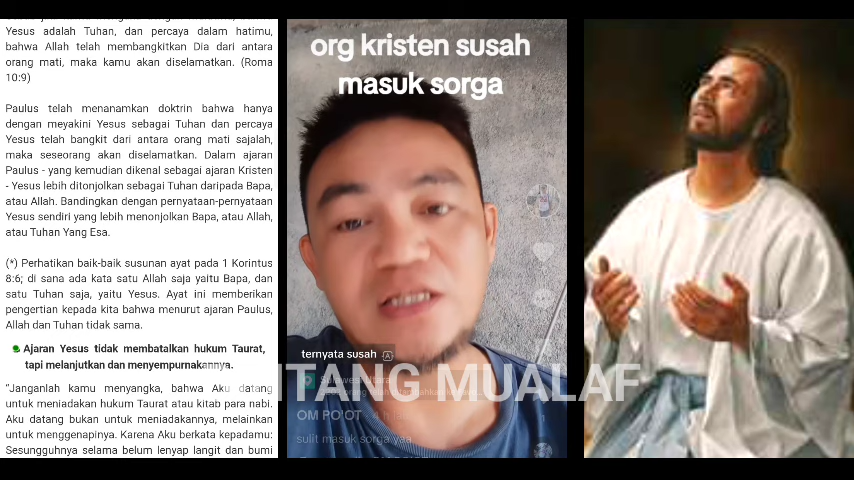 Yesus adalah Tuhan, dan percaya dalam hatimu,
bahwa Allah telah membangkitkan Dia dari antara
orang mati, maka kamu akan diselamatkan. (Roma
10:9)
Paulus telah menanamkan doktrin bahwa hanya
dengan meyakini Yesus sebagai Tuhan dan percaya
Yesus telah bangkit dari antara orang mati sajalah,
maka seseorang akan diselamatkan. Dalam ajaran
Paulus - yang kemudian dikenal sebagai ajaran Kristen
- Yesus lebih ditonjolkan sebagai Tuhan daripada Bapa,
atau Allah. Bandingkan dengan pernyataan-pernyataan
Yesus sendiri yang lebih menonjolkan Bapa, atau Allah,
atau Tuhan Yang Esa.
(*) Perhatikan baik-baik susunan ayat pada 1 Korintus
8:6; di sana ada kata satu Allah saja yaitu Bapa, dan
satu Tuhan saja, yaitu Yesus. Ayat ini memberikan
pengertian kepada kita bahwa menurut ajaran Paulus,
Allah dan Tuhan tidak sama.
Ajaran Yesus tidak membatalkan hukum Taurat,
tapi melanjutkan dan menyempurnakannya.
"Janganlah kamu menyangka, bahwa Aku datang
untuk meniadakan hukum Taurat atau kitab para nabi.
Aku datang bukan untuk meniadakannya, melainkan
untuk menggenapinya. Karena Aku berkata kepadamu:
Sesungguhnya selama belum lenyap langit dan bumi
org kristen susah
masuk sorga
ternyata susah A
Sulawesi Utara
ITANG MUALAF
OM PO'OT · 4 h
sulit masuk sorga yaa